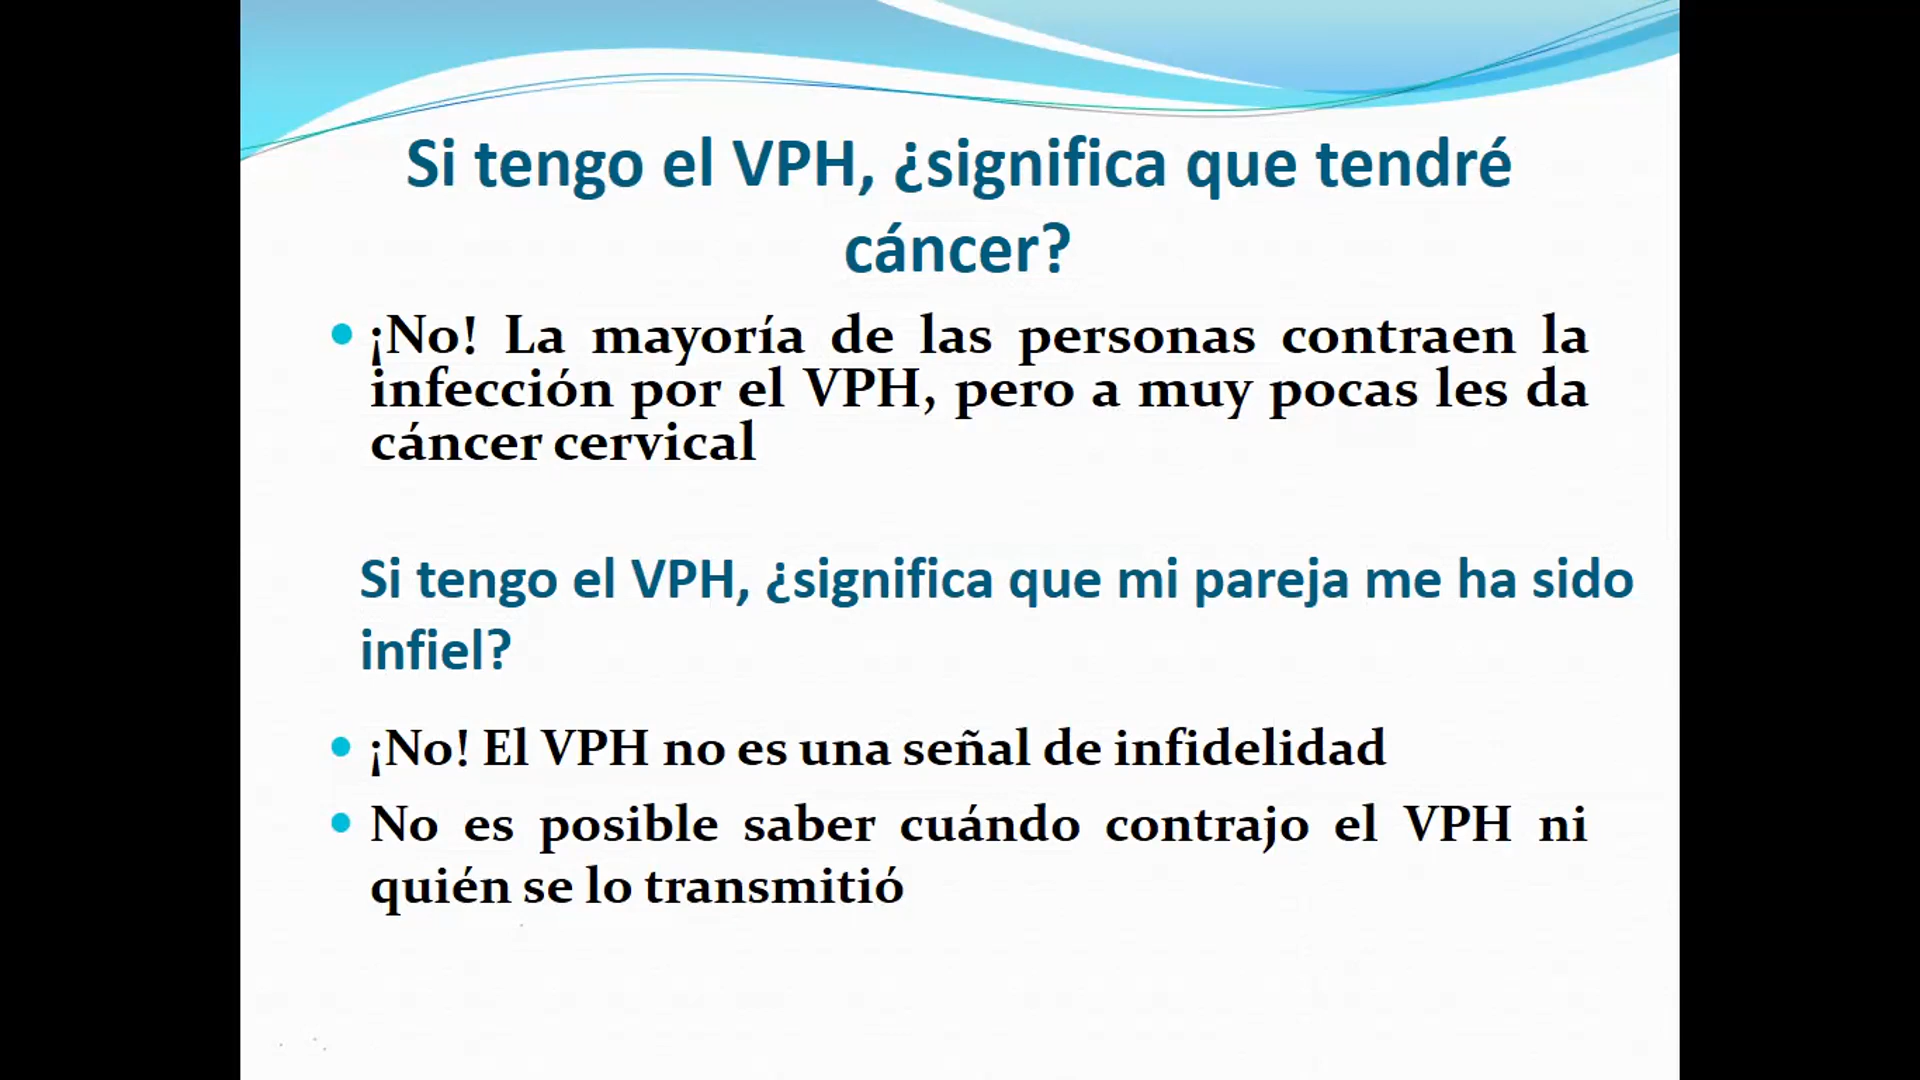 Si tengo el VPH, ¿significa que tendré
cáncer?
¡No! La mayoría de las personas contraen la
infección por el VPH, pero a muy pocas les da
cáncer cervical
Si tengo el VPH, ¿significa que mi pareja me ha sido
infiel?
¡No! El VPH no es una señal de infidelidad
No es posible saber cuándo contrajo el VPH ni
quién se lo transmitió